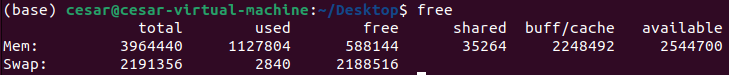 (base) cesar@cesar-virtual-machine:~/Desktop$ free
total used free shared buff/cache available
Mem: 3964440 1127804 588144 35264 2248492 2544700
Swap: 2191356 2840 2188516